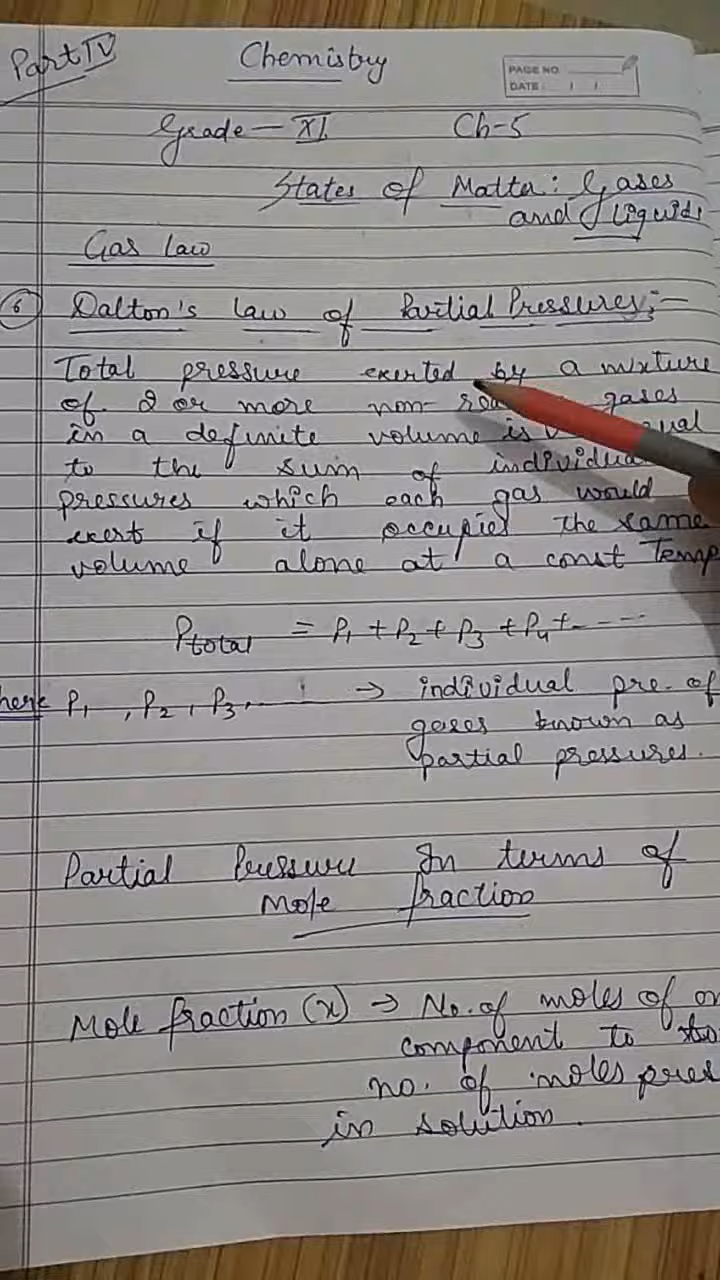 Part IV
Chemistry
PAGE NO.
DATE: / /
Grade - XI Ch-5
States of Matter: Gases
and Liquids
Gas Law
6 Dalton's law of Partial Pressures:-
Total pressure exerted by a mixture
of 2 or more non- gases
in a definite volume is
to the sum of individual
pressures which each gas would
exert if it occupied the same
volume alone at a const Temp
Ptotal = P1 + P2 + P3 + P4 + - - - -
here P1 , P2 , P3, - - - → individual pre. of
gases known as
partial pressures.
Partial Pressure In terms of
Mole fraction
Mole fraction (x) → No. of moles of
component to
no. of moles
in solution.